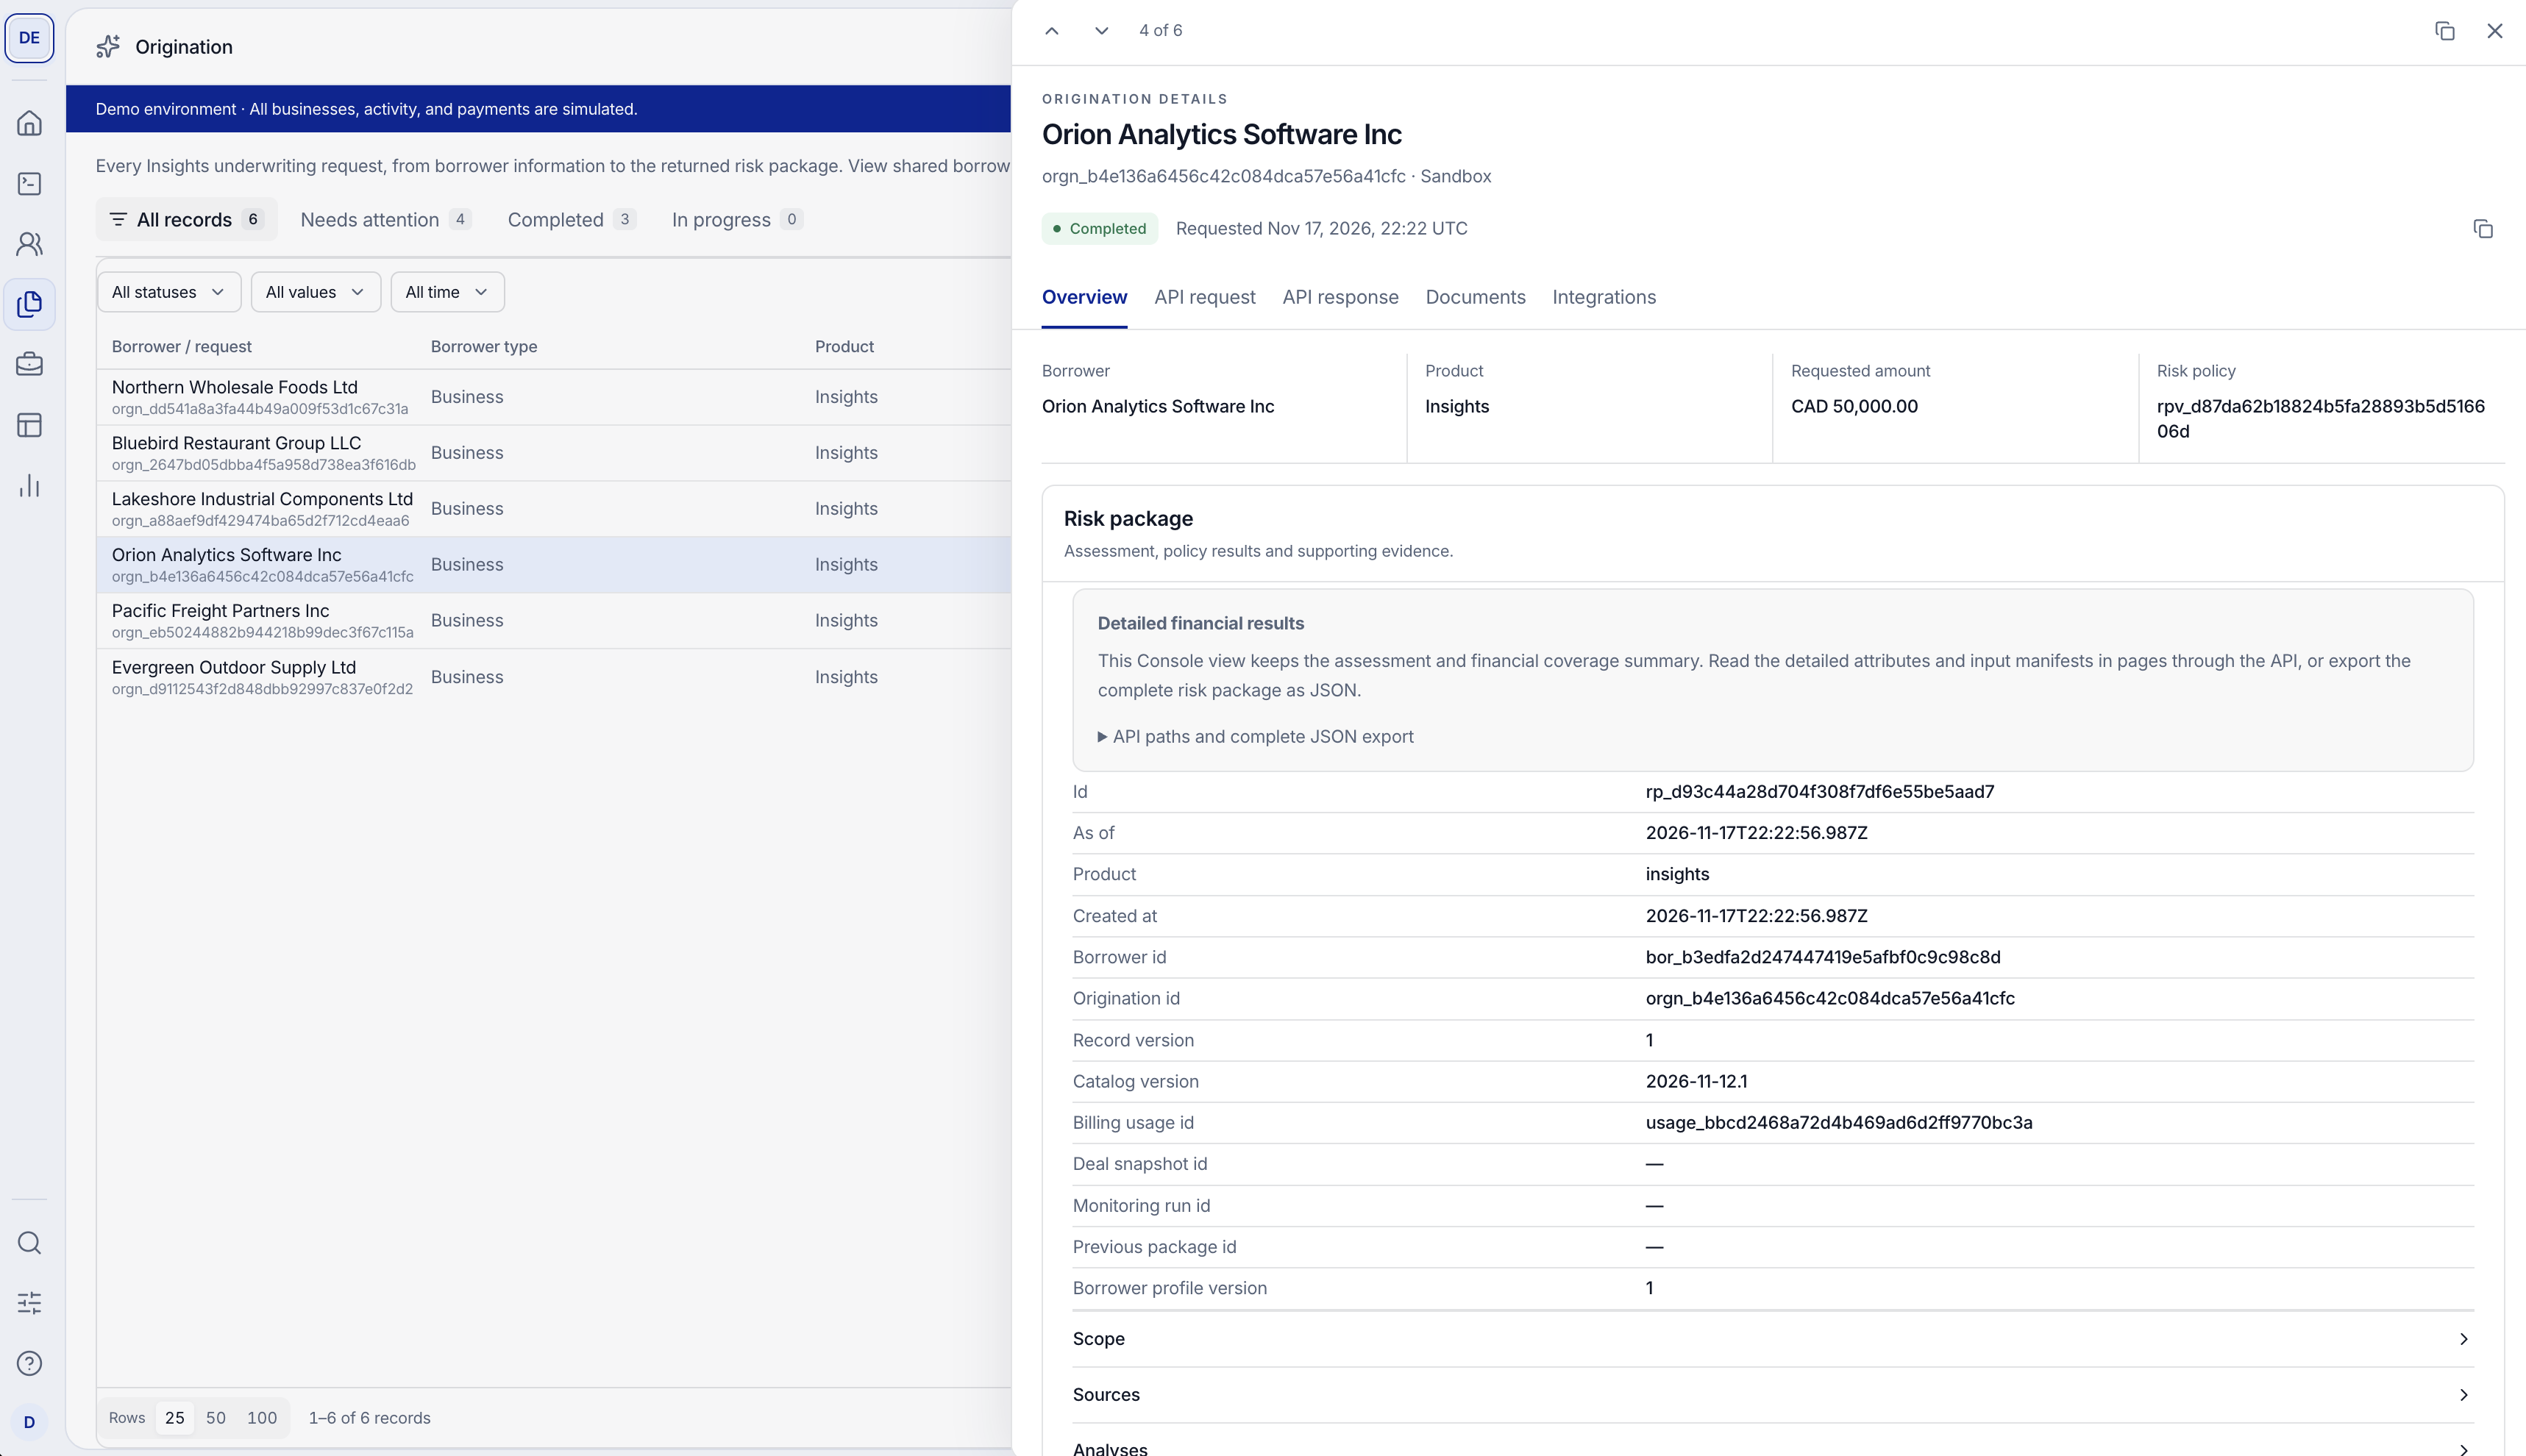 DE
Origination
Demo environment · All businesses, activity, and payments are simulated.
Every Insights underwriting request, from borrower information to the returned risk package. View shared borrow
All records 6
Needs attention 4
Completed 3
In progress 0
All statuses
All values
All time
Borrower / request
Borrower type
Product
Northern Wholesale Foods Ltd
orgn_dd541a8a3fa44b49a009f53d1c67c31a
Business
Insights
Bluebird Restaurant Group LLC
orgn_2647bd05dbba4f5a958d738ea3f616db
Business
Insights
Lakeshore Industrial Components Ltd
orgn_a88aef9df429474ba65d2f712cd4eaa6
Business
Insights
Orion Analytics Software Inc
orgn_b4e136a6456c42c084dca57e56a41cfc
Business
Insights
Pacific Freight Partners Inc
orgn_eb50244882b944218b99dec3f67c115a
Business
Insights
Evergreen Outdoor Supply Ltd
orgn_d9112543f2d848dbb92997c837e0f2d2
Business
Insights
Rows 25 50 100
1–6 of 6 records
D
4 of 6
ORIGINATION DETAILS
Orion Analytics Software Inc
orgn_b4e136a6456c42c084dca57e56a41cfc · Sandbox
Completed
Requested Nov 17, 2026, 22:22 UTC
Overview
API request
API response
Documents
Integrations
Borrower
Orion Analytics Software Inc
Product
Insights
Requested amount
CAD 50,000.00
Risk policy
rpv_d87da62b18824b5fa28893b5d5166
06d
Risk package
Assessment, policy results and supporting evidence.
Detailed financial results
This Console view keeps the assessment and financial coverage summary. Read the detailed attributes and input manifests in pages through the API, or export the
complete risk package as JSON.
API paths and complete JSON export
Id
rp_d93c44a28d704f308f7df6e55be5aad7
As of
2026-11-17T22:22:56.987Z
Product
insights
Created at
2026-11-17T22:22:56.987Z
Borrower id
bor_b3edfa2d247447419e5afbf0c9c98c8d
Origination id
orgn_b4e136a6456c42c084dca57e56a41cfc
Record version
1
Catalog version
2026-11-12.1
Billing usage id
usage_bbcd2468a72d4b469ad6d2ff9770bc3a
Deal snapshot id
—
Monitoring run id
—
Previous package id
—
Borrower profile version
1
Scope
Sources
Analyses